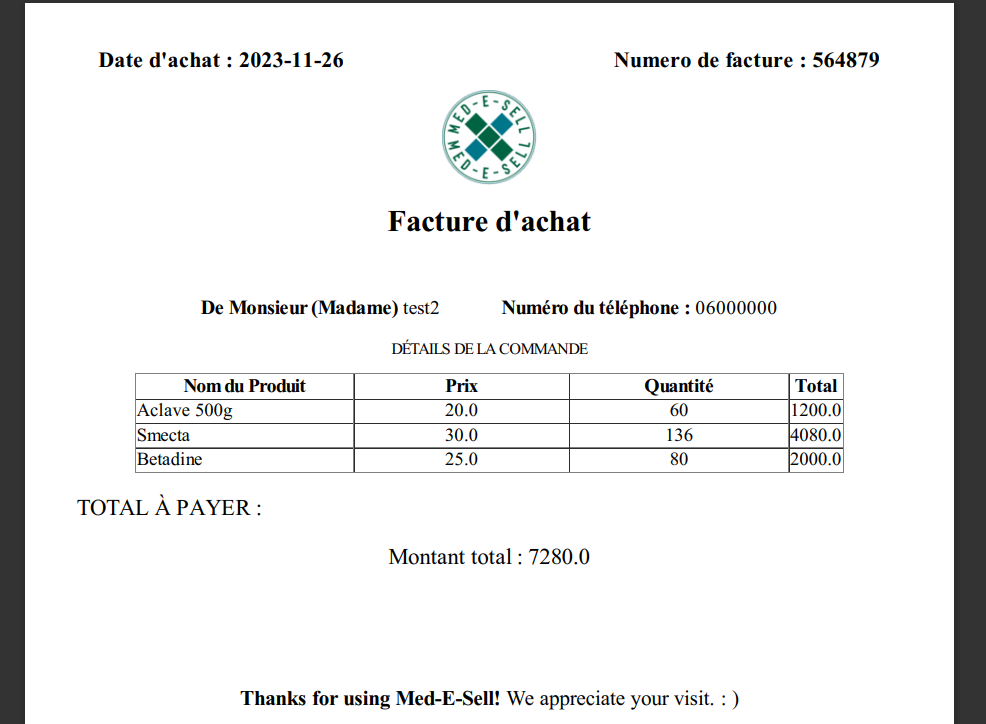 Date d'achat : 2023-11-26 Numero de facture : 564879
MED-E-SELL
MED-E-SELL
Facture d'achat
De Monsieur (Madame) test2 Numéro du téléphone : 06000000
DÉTAILS DE LA COMMANDE
Nom du Produit Prix Quantité Total
Aclave 500g 20.0 60 1200.0
Smecta 30.0 136 4080.0
Betadine 25.0 80 2000.0
TOTAL À PAYER :
Montant total : 7280.0
Thanks for using Med-E-Sell! We appreciate your visit. : )